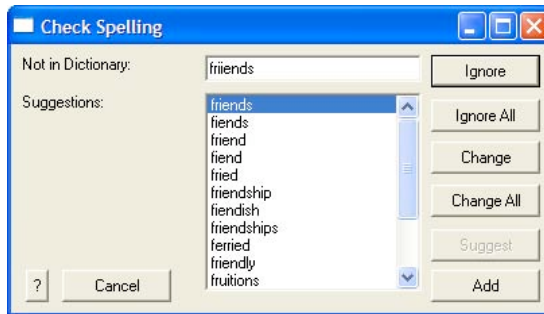 Check Spelling
Not in Dictionary:
friiends
Ignore
Suggestions:
friends
fiends
friend
fiend
fried
friendship
fiendish
friendships
ferried
friendly
fruitions
Ignore All
Change
Change All
Suggest
Add
?
Cancel